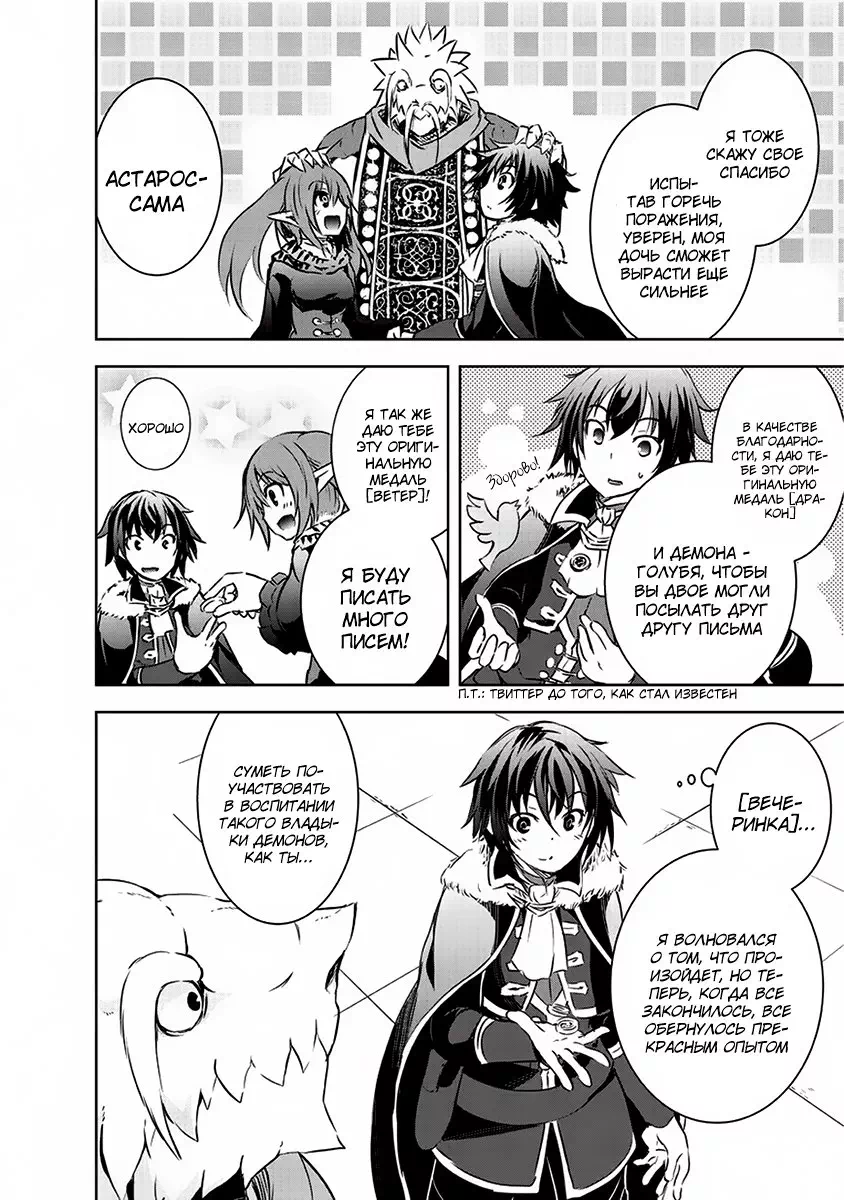 Я ТОЖЕ
СКАЖУ СВОЕ
СПАСИБО
ИСПЫ-
ТАВ ГОРЕЧЬ
ПОРАЖЕНИЯ,
УВЕРЕН, МОЯ
ДОЧЬ СМОЖЕТ
ВЫРАСТИ ЕЩЕ
СИЛЬНЕЕ
АСТАРОС-
САМА
В КАЧЕСТВЕ
БЛАГОДАРНО-
СТИ, Я ДАЮ ТЕ-
БЕ ЭТУ ОРИ-
ГИНАЛЬНУЮ
МЕДАЛЬ [ДРА-
КОН]
Здорово!
И ДЕМОНА -
ГОЛУБЯ, ЧТОБЫ
ВЫ ДВОЕ МОГЛИ
ПОСЫЛАТЬ ДРУГ
ДРУГУ ПИСЬМА
П.Т.: ТВИТТЕР ДО ТОГО, КАК СТАЛ ИЗВЕСТЕН
Я ТАК ЖЕ
ДАЮ ТЕБЕ
ЭТУ ОРИГИ-
НАЛЬНУЮ
МЕДАЛЬ
[ВЕТЕР]!
ХОРОШО
Я БУДУ
ПИСАТЬ
МНОГО
ПИСЕМ!
[ВЕЧЕ-
РИНКА]...
Я ВОЛНОВАЛСЯ
О ТОМ, ЧТО ПРО-
ИЗОЙДЕТ, НО ТЕ-
ПЕРЬ, КОГДА ВСЕ
ЗАКОНЧИЛОСЬ, ВСЕ
ОБЕРНУЛОСЬ ПРЕ-
КРАСНЫМ ОПЫТОМ
СУМЕТЬ ПО-
УЧАСТВОВАТЬ
В ВОСПИТАНИИ
ТАКОГО ВЛАДЫ-
КИ ДЕМОНОВ,
КАК ТЫ...